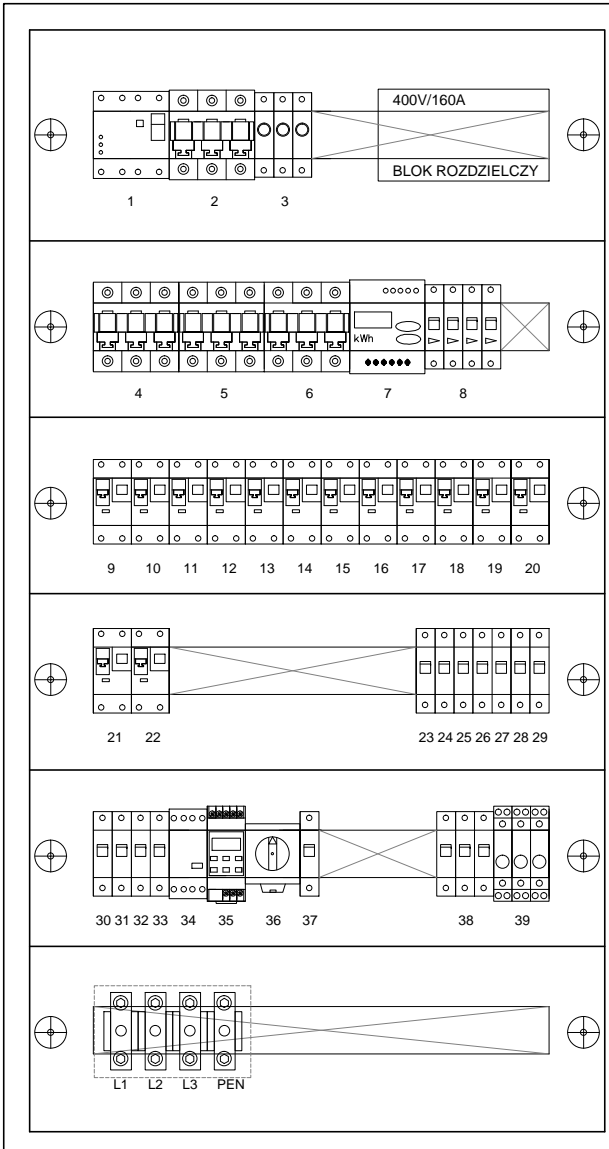 400V/160A
BLOK ROZDZIELCZY
1 2 3
kWh
4 5 6 7 8
9 10 11 12 13 14 15 16 17 18 19 20
21 22 23 24 25 26 27 28 29
30 31 32 33 34 35 36 37 38 39
L1 L2 L3 PEN